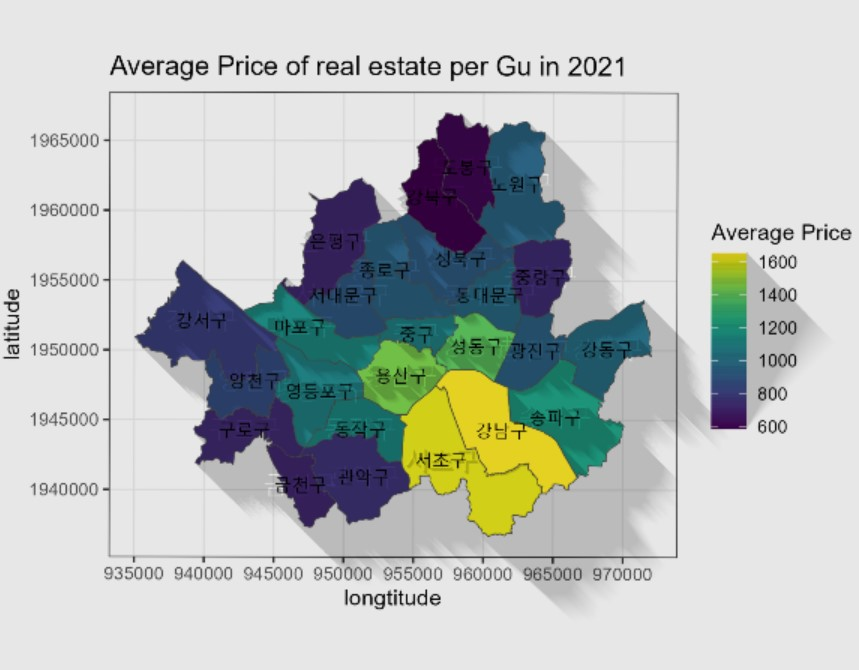 Average Price of real estate per Gu in 2021
1965000
1960000
1955000
1950000
1945000
1940000
latitude
도봉구
노원구
강북구
은평구
성북구
종로구
중랑구
서대문구
동대문구
강서구
마포구
중구
성동구
광진구
강동구
용산구
양천구
영등포구
송파구
구로구
동작구
강남구
서초구
관악구
금천구
935000 940000 945000 950000 955000 960000 965000 970000
longtitude
Average Price
1600
1400
1200
1000
800
600